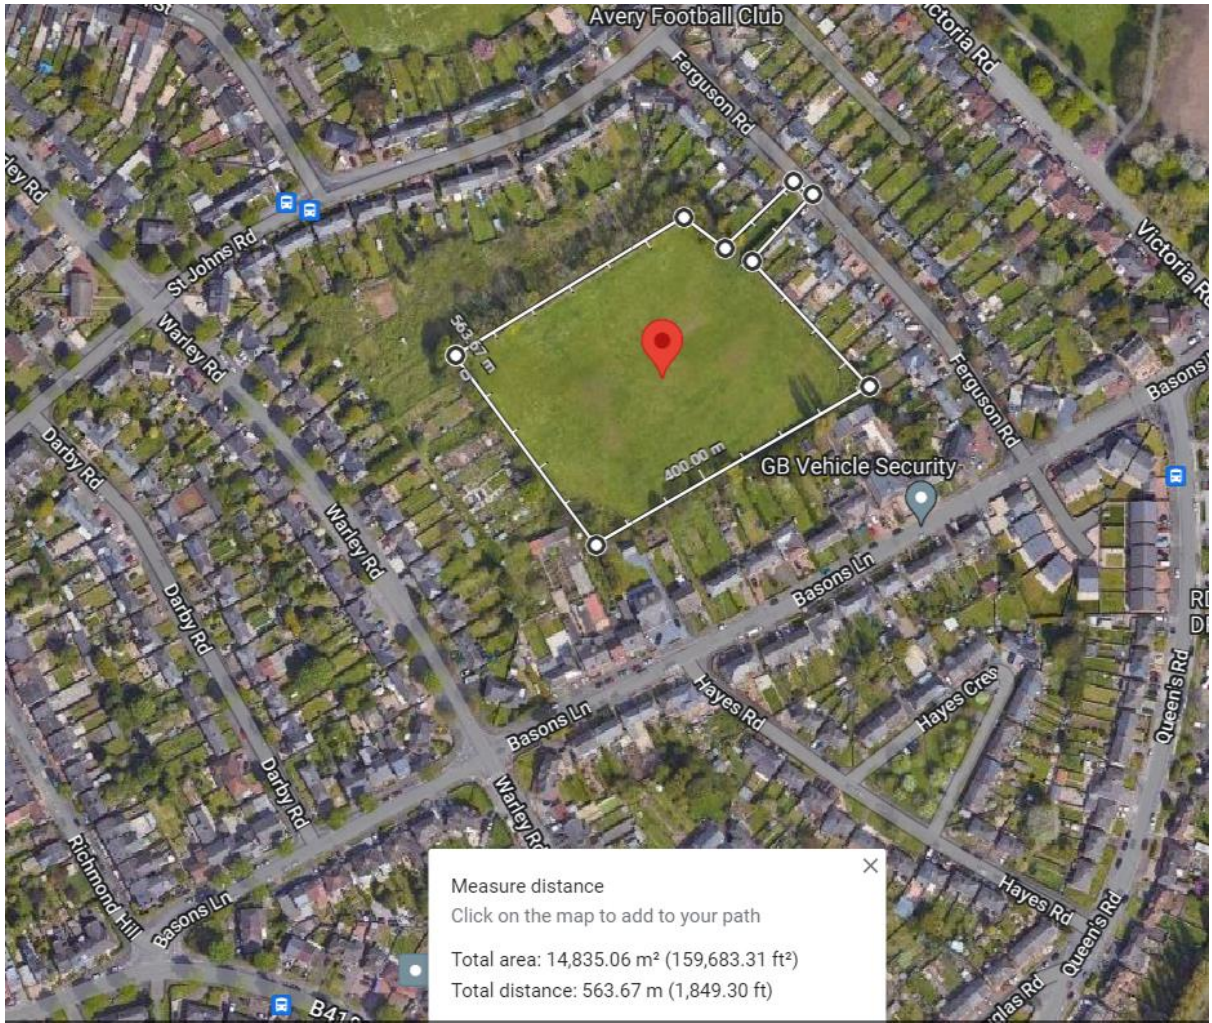 Avery Football Club
Victoria Rd
Ferguson Rd
St Johns Rd
Victoria Rd
Warley Rd
563.67 m
Ferguson Rd
Basons
400.00 m
GB Vehicle Security
Darby Rd
Warley Rd
Basons Ln
Darby Rd
Hayes Cres
Queen's Rd
Hayes Rd
Basons Ln
Darby Rd
Warley Rd
Richmond Hill
Basons Ln
Hayes Rd
Queen's Rd
Measure distance
Click on the map to add to your path
Total area: 14,835.06 m² (159,683.31 ft²)
Total distance: 563.67 m (1,849.30 ft)